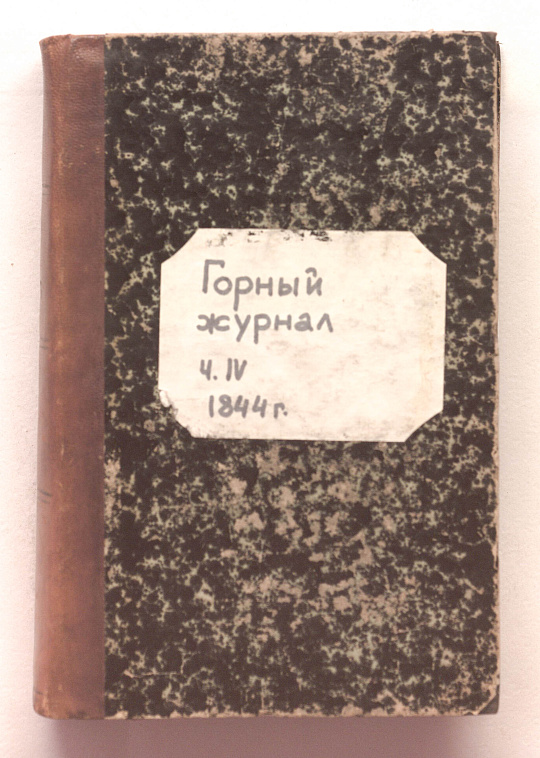 Горный
журнал
ч. IV
1844 г.